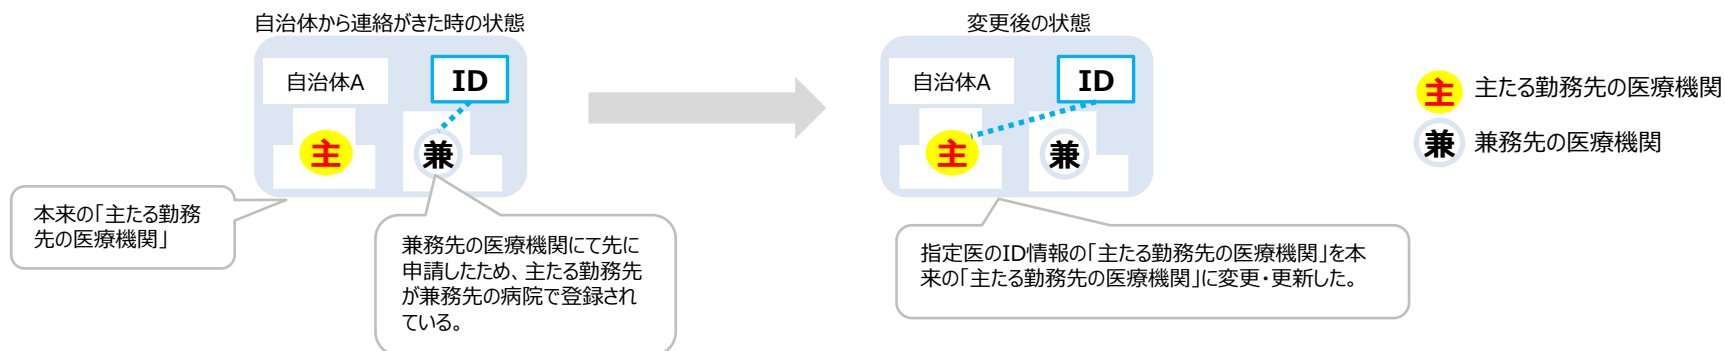 自治体から連絡がきた時の状態
自治体A
ID
主
兼
本来の「主たる勤務
先の医療機関」
兼務先の医療機関にて先に
申請したため、主たる勤務先
が兼務先の病院で登録され
ている。
変更後の状態
自治体A
ID
主
兼
指定医のID情報の「主たる勤務先の医療機関」を本
来の「主たる勤務先の医療機関」に変更・更新した。
主 主たる勤務先の医療機関
兼 兼務先の医療機関